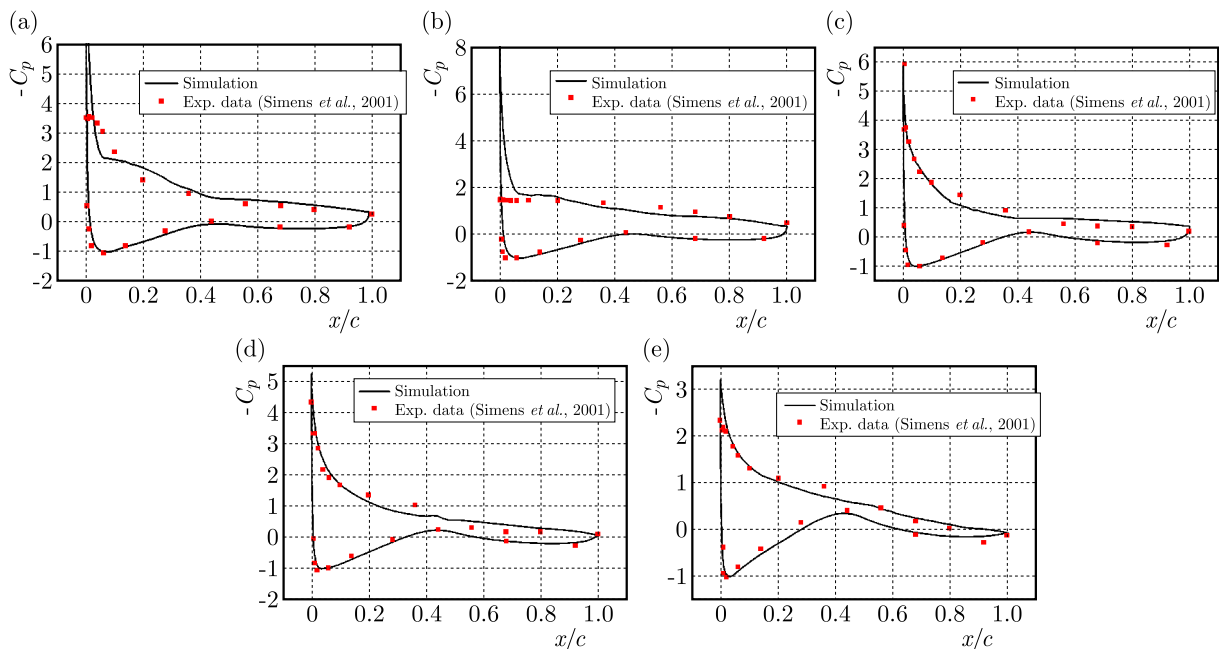 (a)
- Cp
6
5
4
3
2
1
0
-1
-2
Simulation
Exp. data (Simens et al., 2001)
0 0.2 0.4 0.6 0.8 1.0
x/c
(b)
- Cp
8
6
4
2
0
-2
Simulation
Exp. data (Simens et al., 2001)
0 0.2 0.4 0.6 0.8 1.0
x/c
(c)
- Cp
6
5
4
3
2
1
0
-1
Simulation
Exp. data (Simens et al., 2001)
0 0.2 0.4 0.6 0.8 1.0
x/c
(d)
- Cp
5
4
3
2
1
0
-1
-2
Simulation
Exp. data (Simens et al., 2001)
0 0.2 0.4 0.6 0.8 1.0
x/c
(e)
- Cp
3
2
1
0
-1
Simulation
Exp. data (Simens et al., 2001)
0 0.2 0.4 0.6 0.8 1.0
x/c